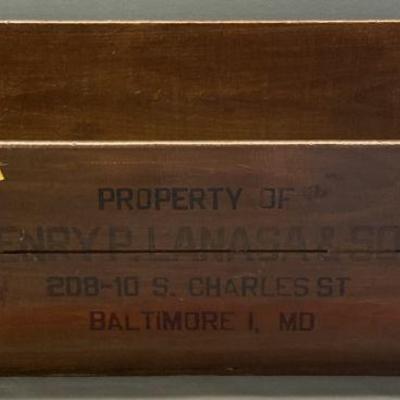 PROPERTY OF
ENRY P. LANASA & SO
208-10 S. CHARLES ST
BALTIMORE 1, MD